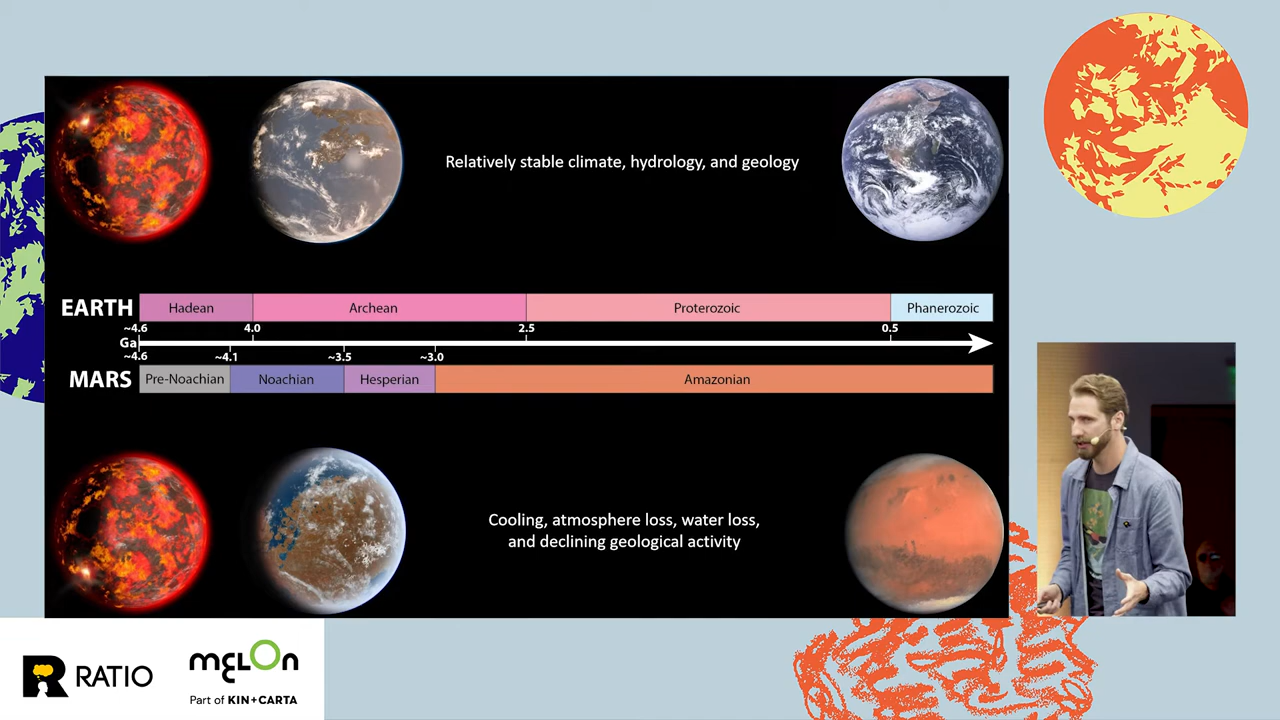 Relatively stable climate, hydrology, and geology
EARTH
Hadean
Archean
Proterozoic
Phanerozoic
~4.6
4.0
2.5
0.5
Ga
~4.6
~4.1
~3.5
~3.0
MARS
Pre-Noachian
Noachian
Hesperian
Amazonian
Cooling, atmosphere loss, water loss,
and declining geological activity
RATIO
melon
Part of KIN+CARTA